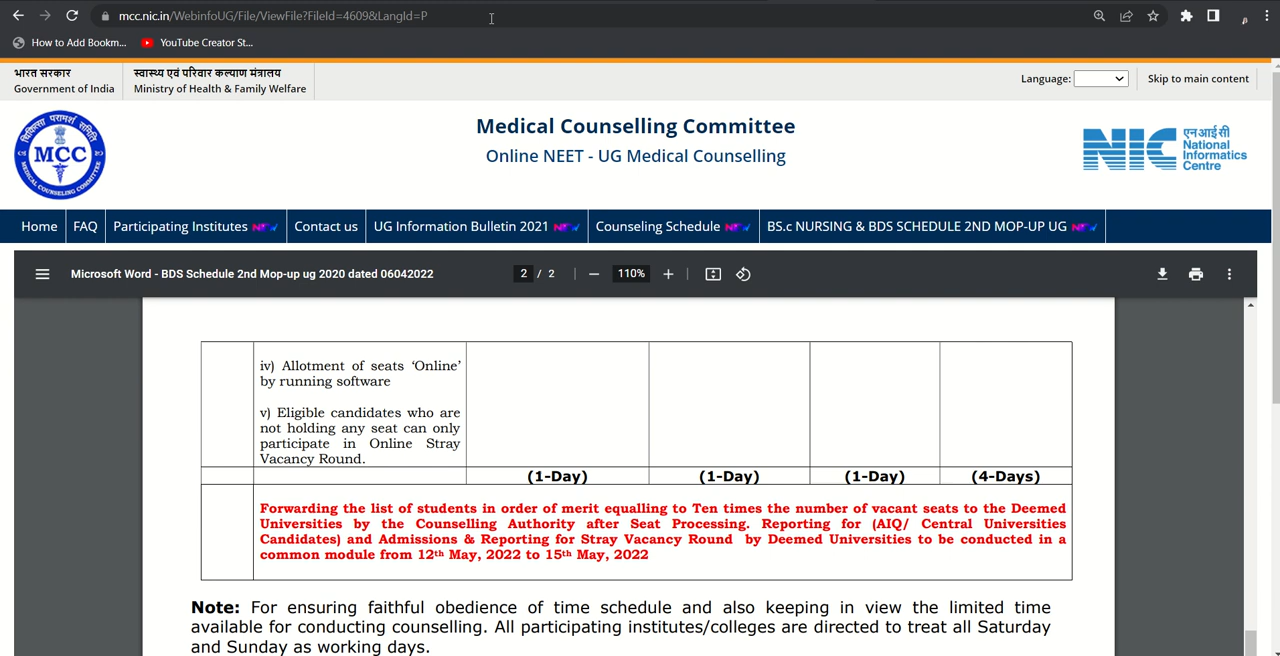 mcc.nic.in/WebinfoUG/File/ViewFile?FileId=4609&LangId=P
How to Add Bookm...
YouTube Creator St...
भारत सरकार
Government of India
स्वास्थ्य एवं परिवार कल्याण मंत्रालय
Ministry of Health & Family Welfare
Language:
Skip to main content
चिकित्सा परामर्श समिति
MCC
MEDICAL COUNSELLING COMMITTEE
Medical Counselling Committee
Online NEET - UG Medical Counselling
NIC
एन आई सी
National
Informatics
Centre
Home
FAQ
Participating Institutes NEW
Contact us
UG Information Bulletin 2021 NEW
Counseling Schedule NEW
BS.c NURSING & BDS SCHEDULE 2ND MOP-UP UG NEW
Microsoft Word - BDS Schedule 2nd Mop-up ug 2020 dated 06042022
2 / 2
110%
iv) Allotment of seats ‘Online’
by running software
v) Eligible candidates who are
not holding any seat can only
participate in Online Stray
Vacancy Round.
(1-Day) (1-Day) (1-Day) (4-Days)
Forwarding the list of students in order of merit equalling to Ten times the number of vacant seats to the Deemed
Universities by the Counselling Authority after Seat Processing. Reporting for (AIQ/ Central Universities
Candidates) and Admissions & Reporting for Stray Vacancy Round by Deemed Universities to be conducted in a
common module from 12th May, 2022 to 15th May, 2022
Note: For ensuring faithful obedience of time schedule and also keeping in view the limited time
available for conducting counselling. All participating institutes/colleges are directed to treat all Saturday
and Sunday as working days.